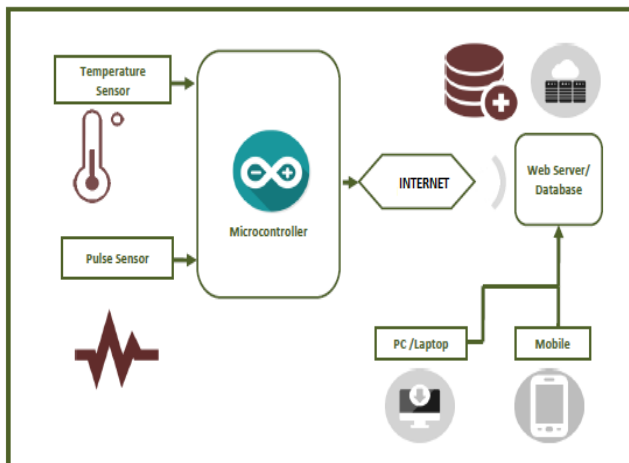 Temperature
Sensor
Microcontroller
INTERNET
Web Server/
Database
Pulse Sensor
PC /Laptop
Mobile